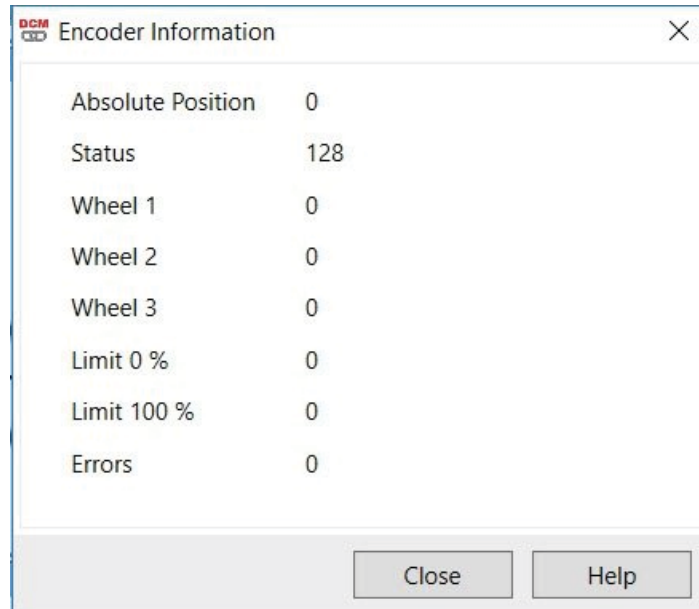 DCM Encoder Information
Absolute Position 0
Status 128
Wheel 1 0
Wheel 2 0
Wheel 3 0
Limit 0 % 0
Limit 100 % 0
Errors 0
Close Help